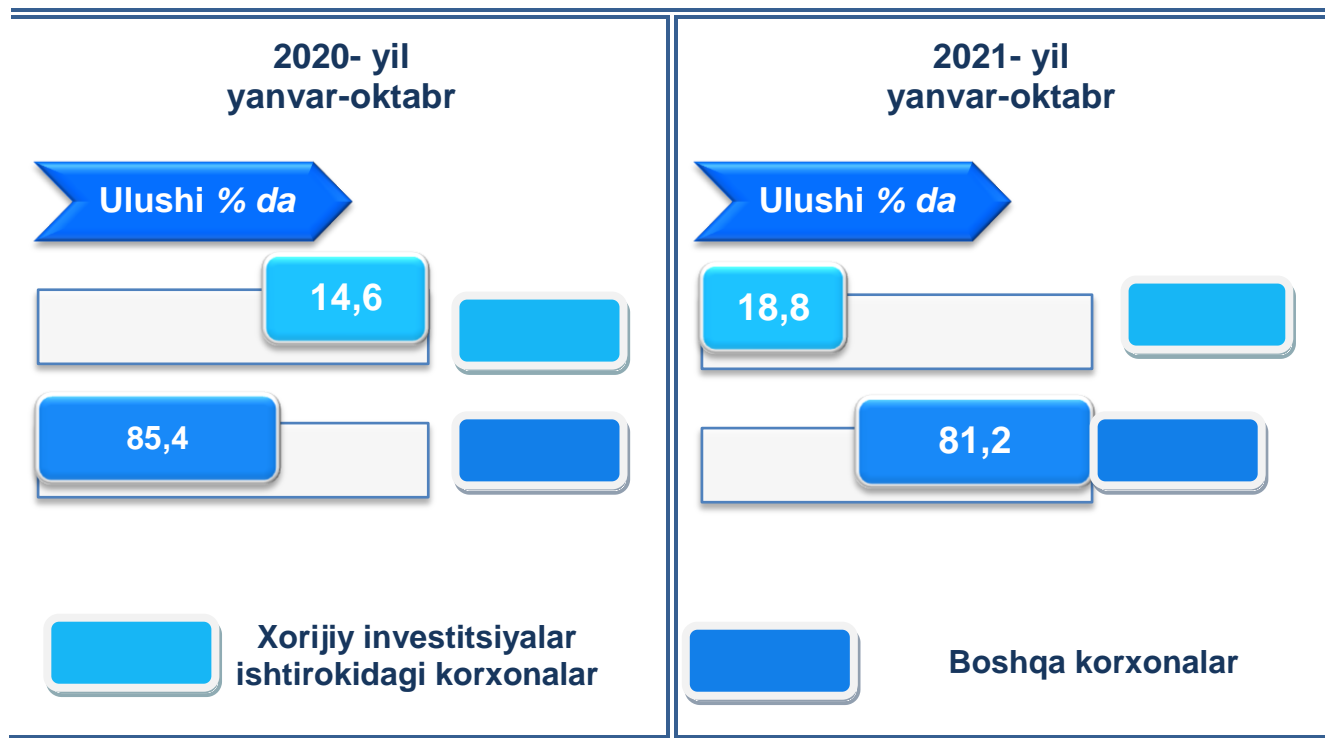 2020- yil
yanvar-oktabr
Ulushi % da
14,6
85,4
2021- yil
yanvar-oktabr
Ulushi % da
18,8
81,2
Xorijiy investitsiyalar
ishtirokidagi korxonalar
Boshqa korxonalar